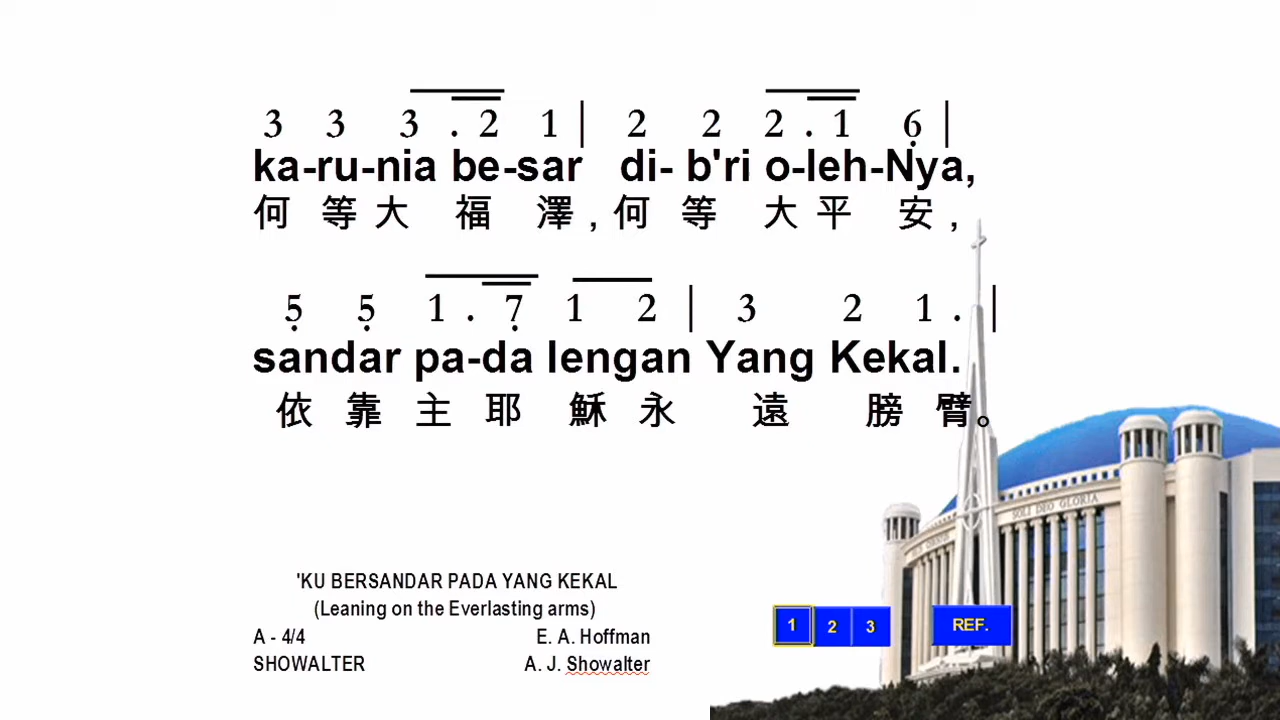 3 3 3 . 2 1 | 2 2 2 . 1 6 |
ka-ru-nia be-sar di- b'ri o-leh-Nya,
何 等 大 福 澤 , 何 等 大 平 安 ,
5 5 1 . 7 1 2 | 3 2 1 . |
sandar pa-da lengan Yang Kekal.
依 靠 主 耶 穌 永 遠 膀 臂。
SOLI DEO GLORIA
'KU BERSANDAR PADA YANG KEKAL
(Leaning on the Everlasting arms)
A - 4/4 E. A. Hoffman
SHOWALTER A. J. Showalter
1 2 3 REF.